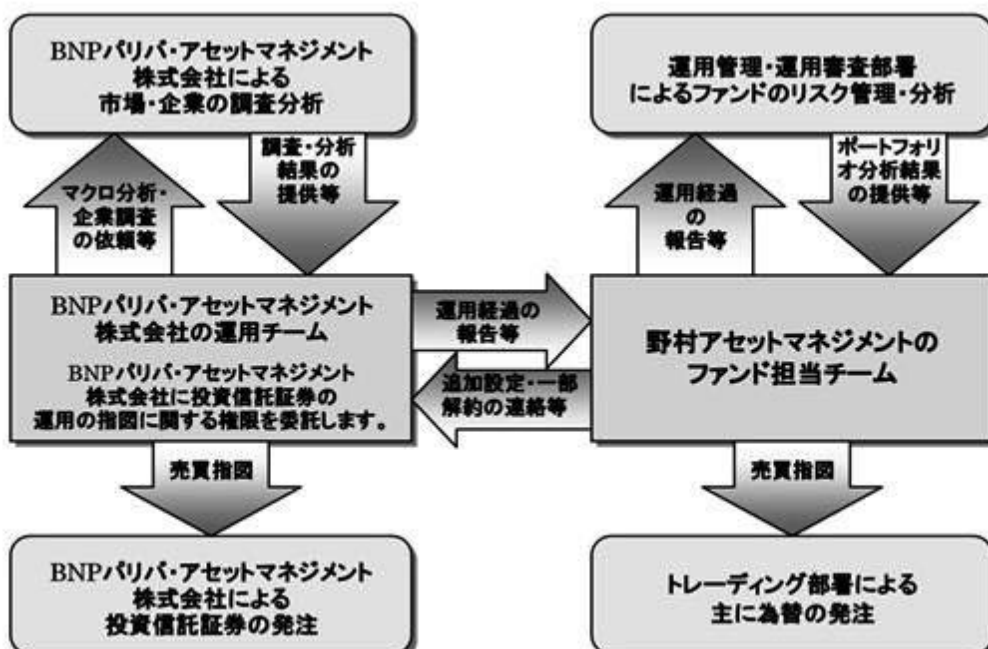 BNPパリバ・アセットマネジメント
株式会社による
市場・企業の調査分析
運用管理・運用審査部署
によるファンドのリスク管理・分析
マクロ分析・
企業調査
の依頼等
調査・分析
結果の
提供等
運用経過
の
報告等
ポートフォリ
オ分析結果
の提供等
BNPパリバ・アセットマネジメント
株式会社の運用チーム
BNPパリバ・アセットマネジメント
株式会社に投資信託証券の
運用の指図に関する権限を委託します。
運用経過の
報告等
追加設定・一部
解約の連絡等
野村アセットマネジメントの
ファンド担当チーム
売買指図
売買指図
BNPパリバ・アセットマネジメント
株式会社による
投資信託証券の発注
トレーディング部署による
主に為替の発注